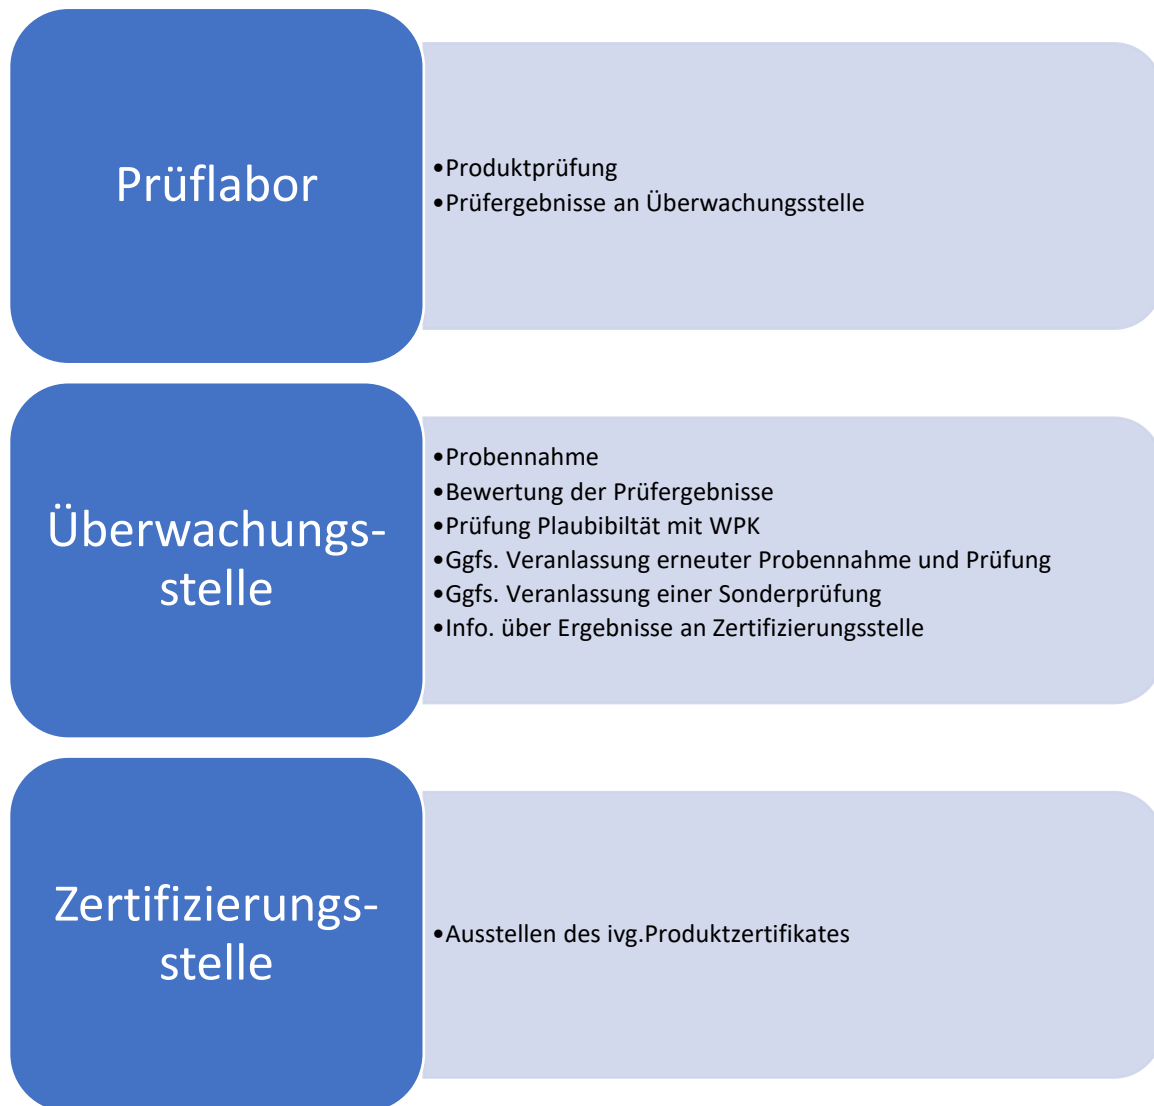 Prüflabor
•Produktprüfung
•Prüfergebnisse an Überwachungsstelle
Überwachungs-
stelle
•Probennahme
•Bewertung der Prüfergebnisse
•Prüfung Plaubibiltät mit WPK
•Ggfs. Veranlassung erneuter Probennahme und Prüfung
•Ggfs. Veranlassung einer Sonderprüfung
•Info. über Ergebnisse an Zertifizierungsstelle
Zertifizierungs-
stelle
•Ausstellen des ivg.Produktzertifikates